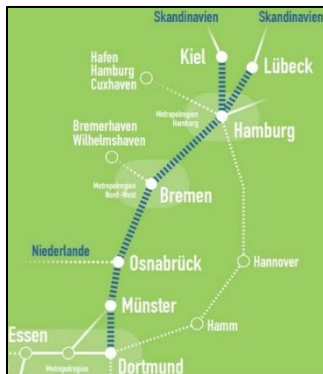 Skandinavien
Skandinavien
Kiel
Lübeck
Hafen
Hamburg
Cuxhaven
Metropolregion
Hamburg
Hamburg
Bremerhaven
Wilhelmshaven
Metropolregion
Nord-West
Bremen
Niederlande
Osnabrück
Hannover
Münster
Hamm
Essen
Metropolregion
Dortmund